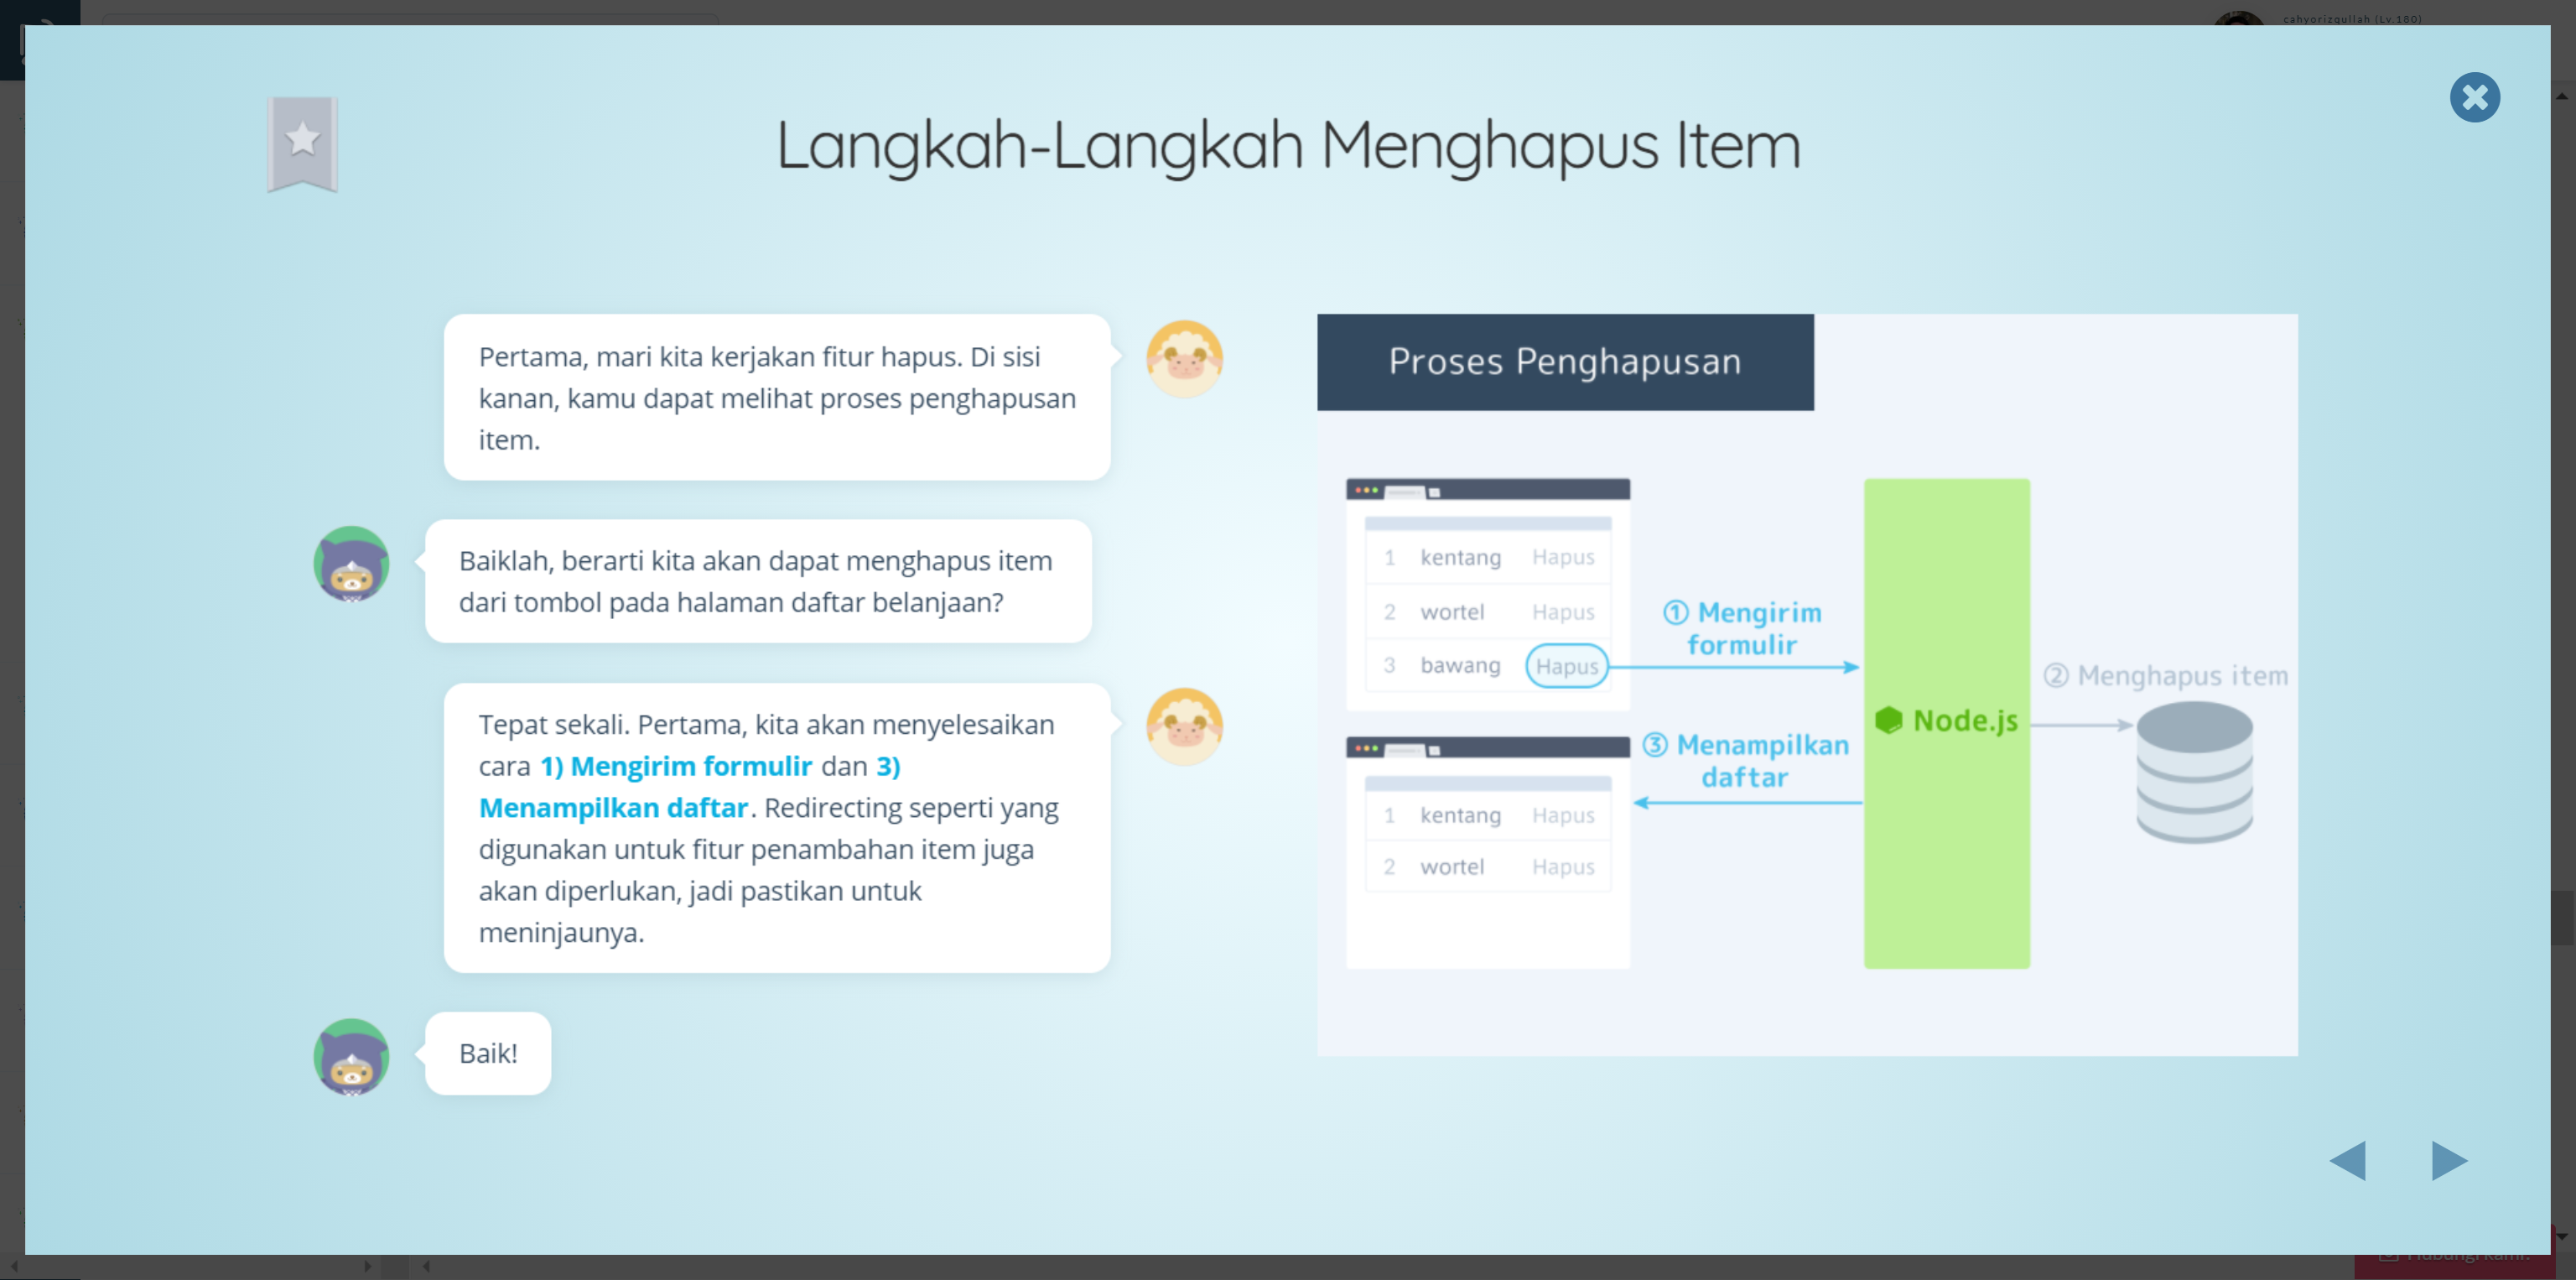 cahyorizqullah (Lv.180)
Langkah-Langkah Menghapus Item
Pertama, mari kita kerjakan fitur hapus. Di sisi
kanan, kamu dapat melihat proses penghapusan
item.
Baiklah, berarti kita akan dapat menghapus item
dari tombol pada halaman daftar belanjaan?
Tepat sekali. Pertama, kita akan menyelesaikan
cara 1) Mengirim formulir dan 3)
Menampilkan daftar. Redirecting seperti yang
digunakan untuk fitur penambahan item juga
akan diperlukan, jadi pastikan untuk
meninjaunya.
Baik!
Proses Penghapusan
1 kentang Hapus
2 wortel Hapus
3 bawang Hapus
① Mengirim
formulir
Node.js
② Menghapus item
③ Menampilkan
daftar
1 kentang Hapus
2 wortel Hapus
Hubungi kami!